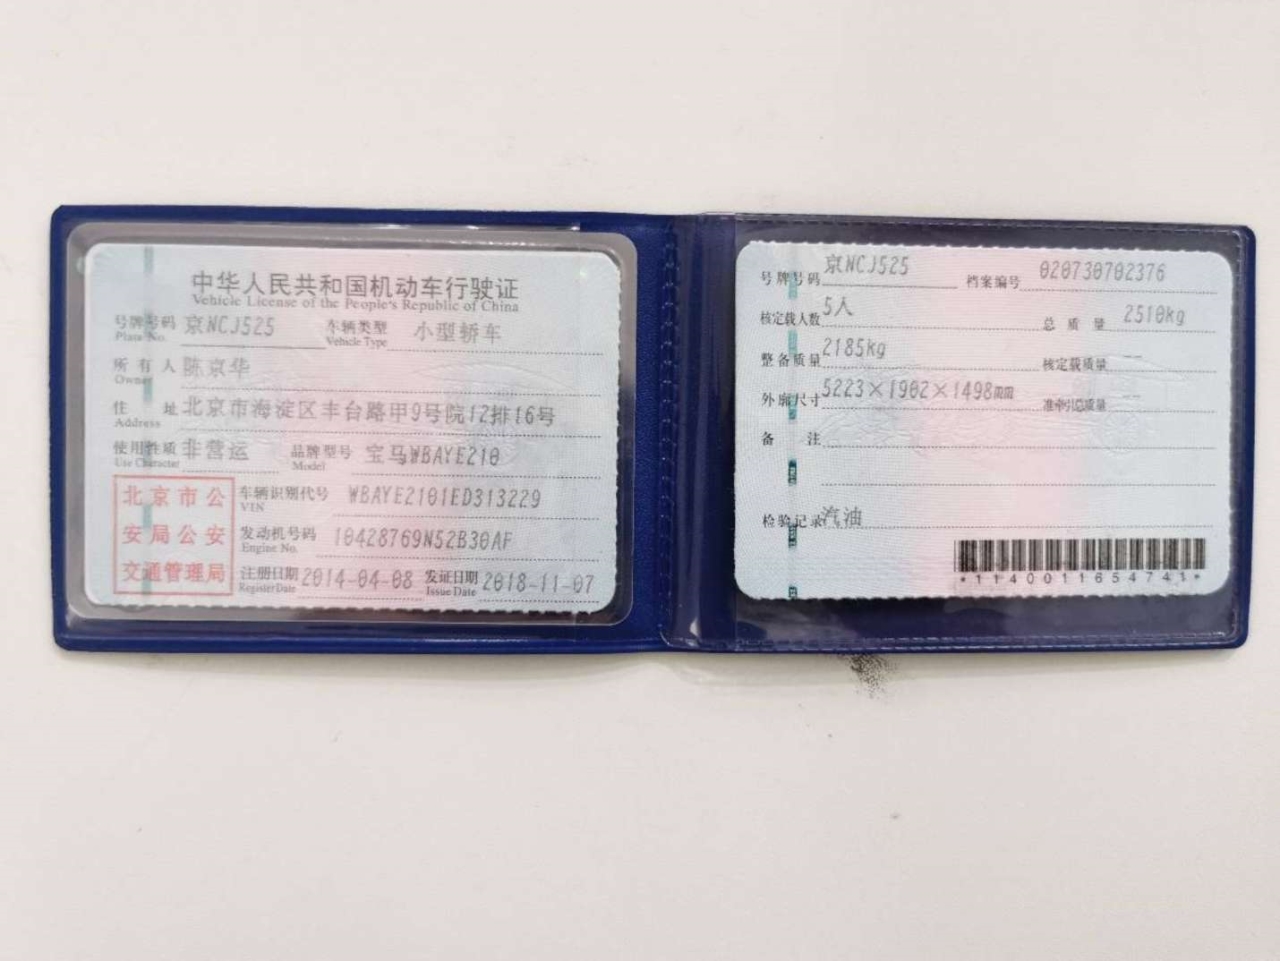 中华人民共和国机动车行驶证
Vehicle License of the People's Republic of China
号牌号码 京NCJ525 车辆类型 小型轿车
Plate No. Vehicle Type
所有人 陈京华
Owner
住址 北京市海淀区丰台路甲9号院12排16号
Address
使用性质 非营运 品牌型号 宝马WBAYE210
Use Character Model
北京市公
安局公安
交通管理局
车辆识别代号 WBAYE2101ED313229
VIN
发动机号码 10428769N52B30AF
Engine No.
注册日期 2014-04-08 发证日期 2018-11-07
Register Date Issue Date
号牌号码 京NCJ525 档案编号 020730702376
核定载人数 5人 总质量 2510kg
整备质量 2185kg 核定载质量
外廓尺寸 5223×1902×1498mm 准牵引总质量
备注
检验记录 汽油
*1140011654741*